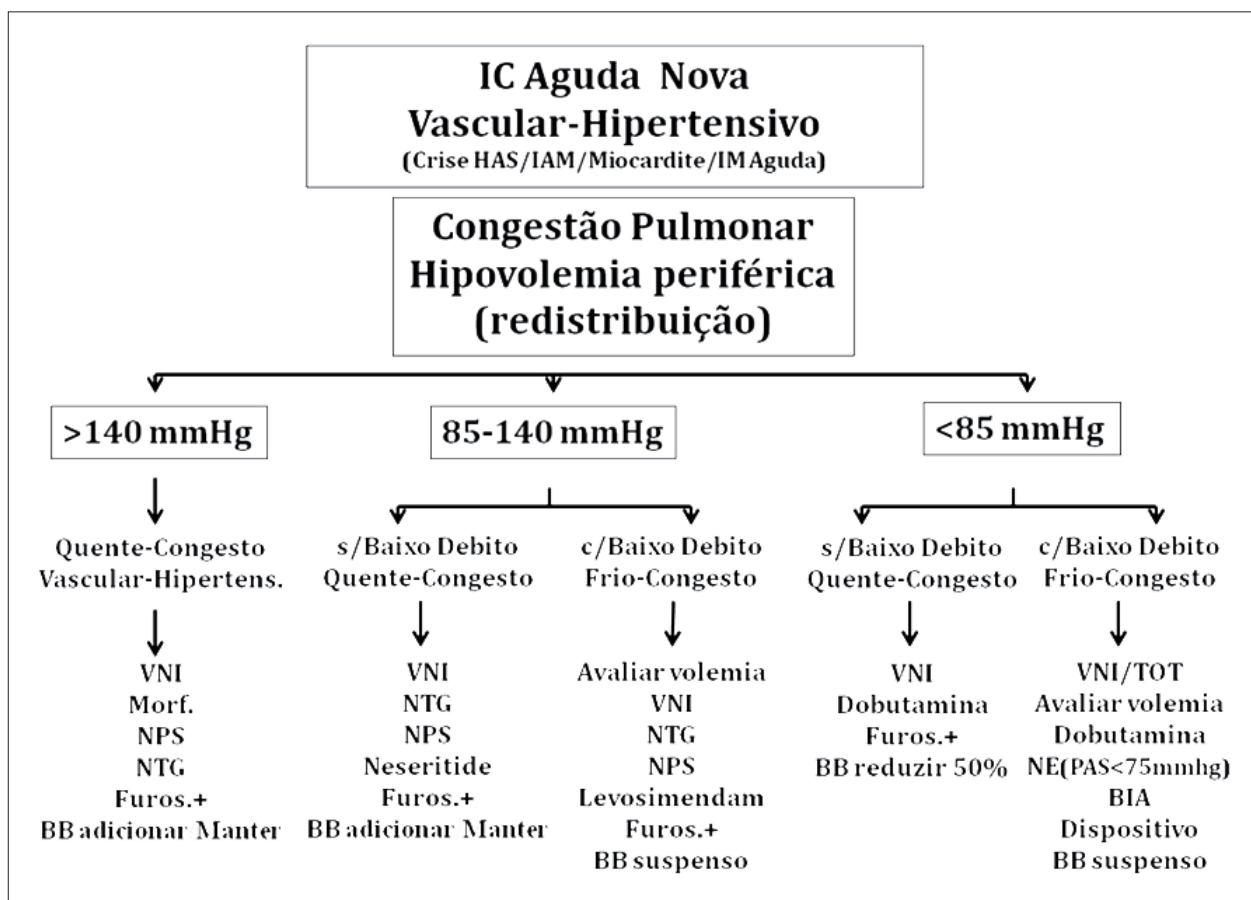 IC Aguda Nova
Vascular-Hipertensivo
(Crise HAS/IAM/Miocardite/IM Aguda)
Congestão Pulmonar
Hipovolemia periférica
(redistribuição)
>140 mmHg
85-140 mmHg
<85 mmHg
Quente-Congesto
Vascular-Hipertens.
s/Baixo Debito
Quente-Congesto
c/Baixo Debito
Frio-Congesto
s/Baixo Debito
Quente-Congesto
c/Baixo Debito
Frio-Congesto
VNI
Morf.
NPS
NTG
Furos.+
BB adicionar Manter
VNI
NTG
NPS
Neseritide
Furos.+
BB adicionar Manter
Avaliar volemia
VNI
NTG
NPS
Levosimendam
Furos.+
BB suspenso
VNI
Dobutamina
Furos.+
BB reduzir 50%
VNI/TOT
Avaliar volemia
Dobutamina
NE(PAS<75mmhg)
BIA
Dispositivo
BB suspenso